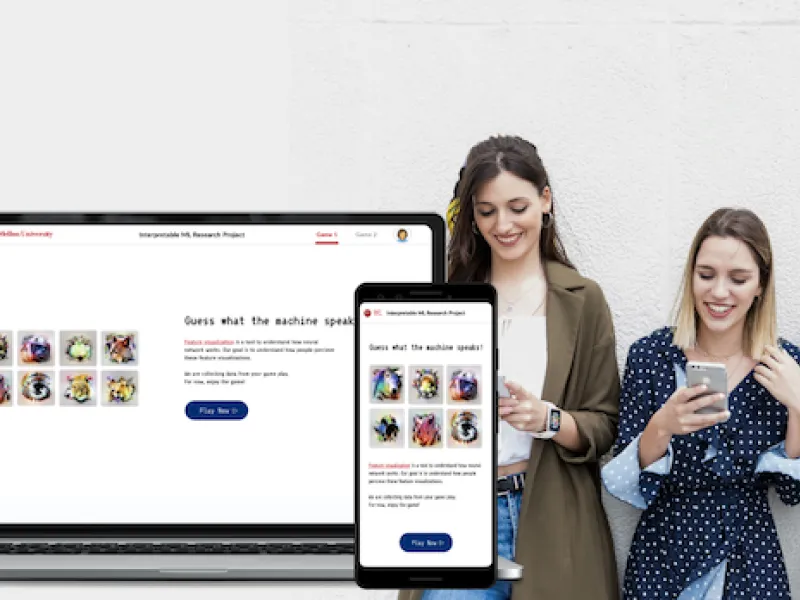 Mellon University
Interpretable ML Research Project
Game 1
Game 2
Guess what the machine speak
Feature visualization is a tool to understand how neural
network works. Our goal is to understand how people perceive
these feature visualizations.
We are collecting data from your game play.
For now, enjoy the game!
Play Now
Interpretable ML Research Project
Guess what the machine speaks!
Feature visualization is a tool to understand how neural
network works. Our goal is to understand how people
perceive these feature visualizations.
We are collecting data from your game play.
For now, enjoy the game!
Play Now